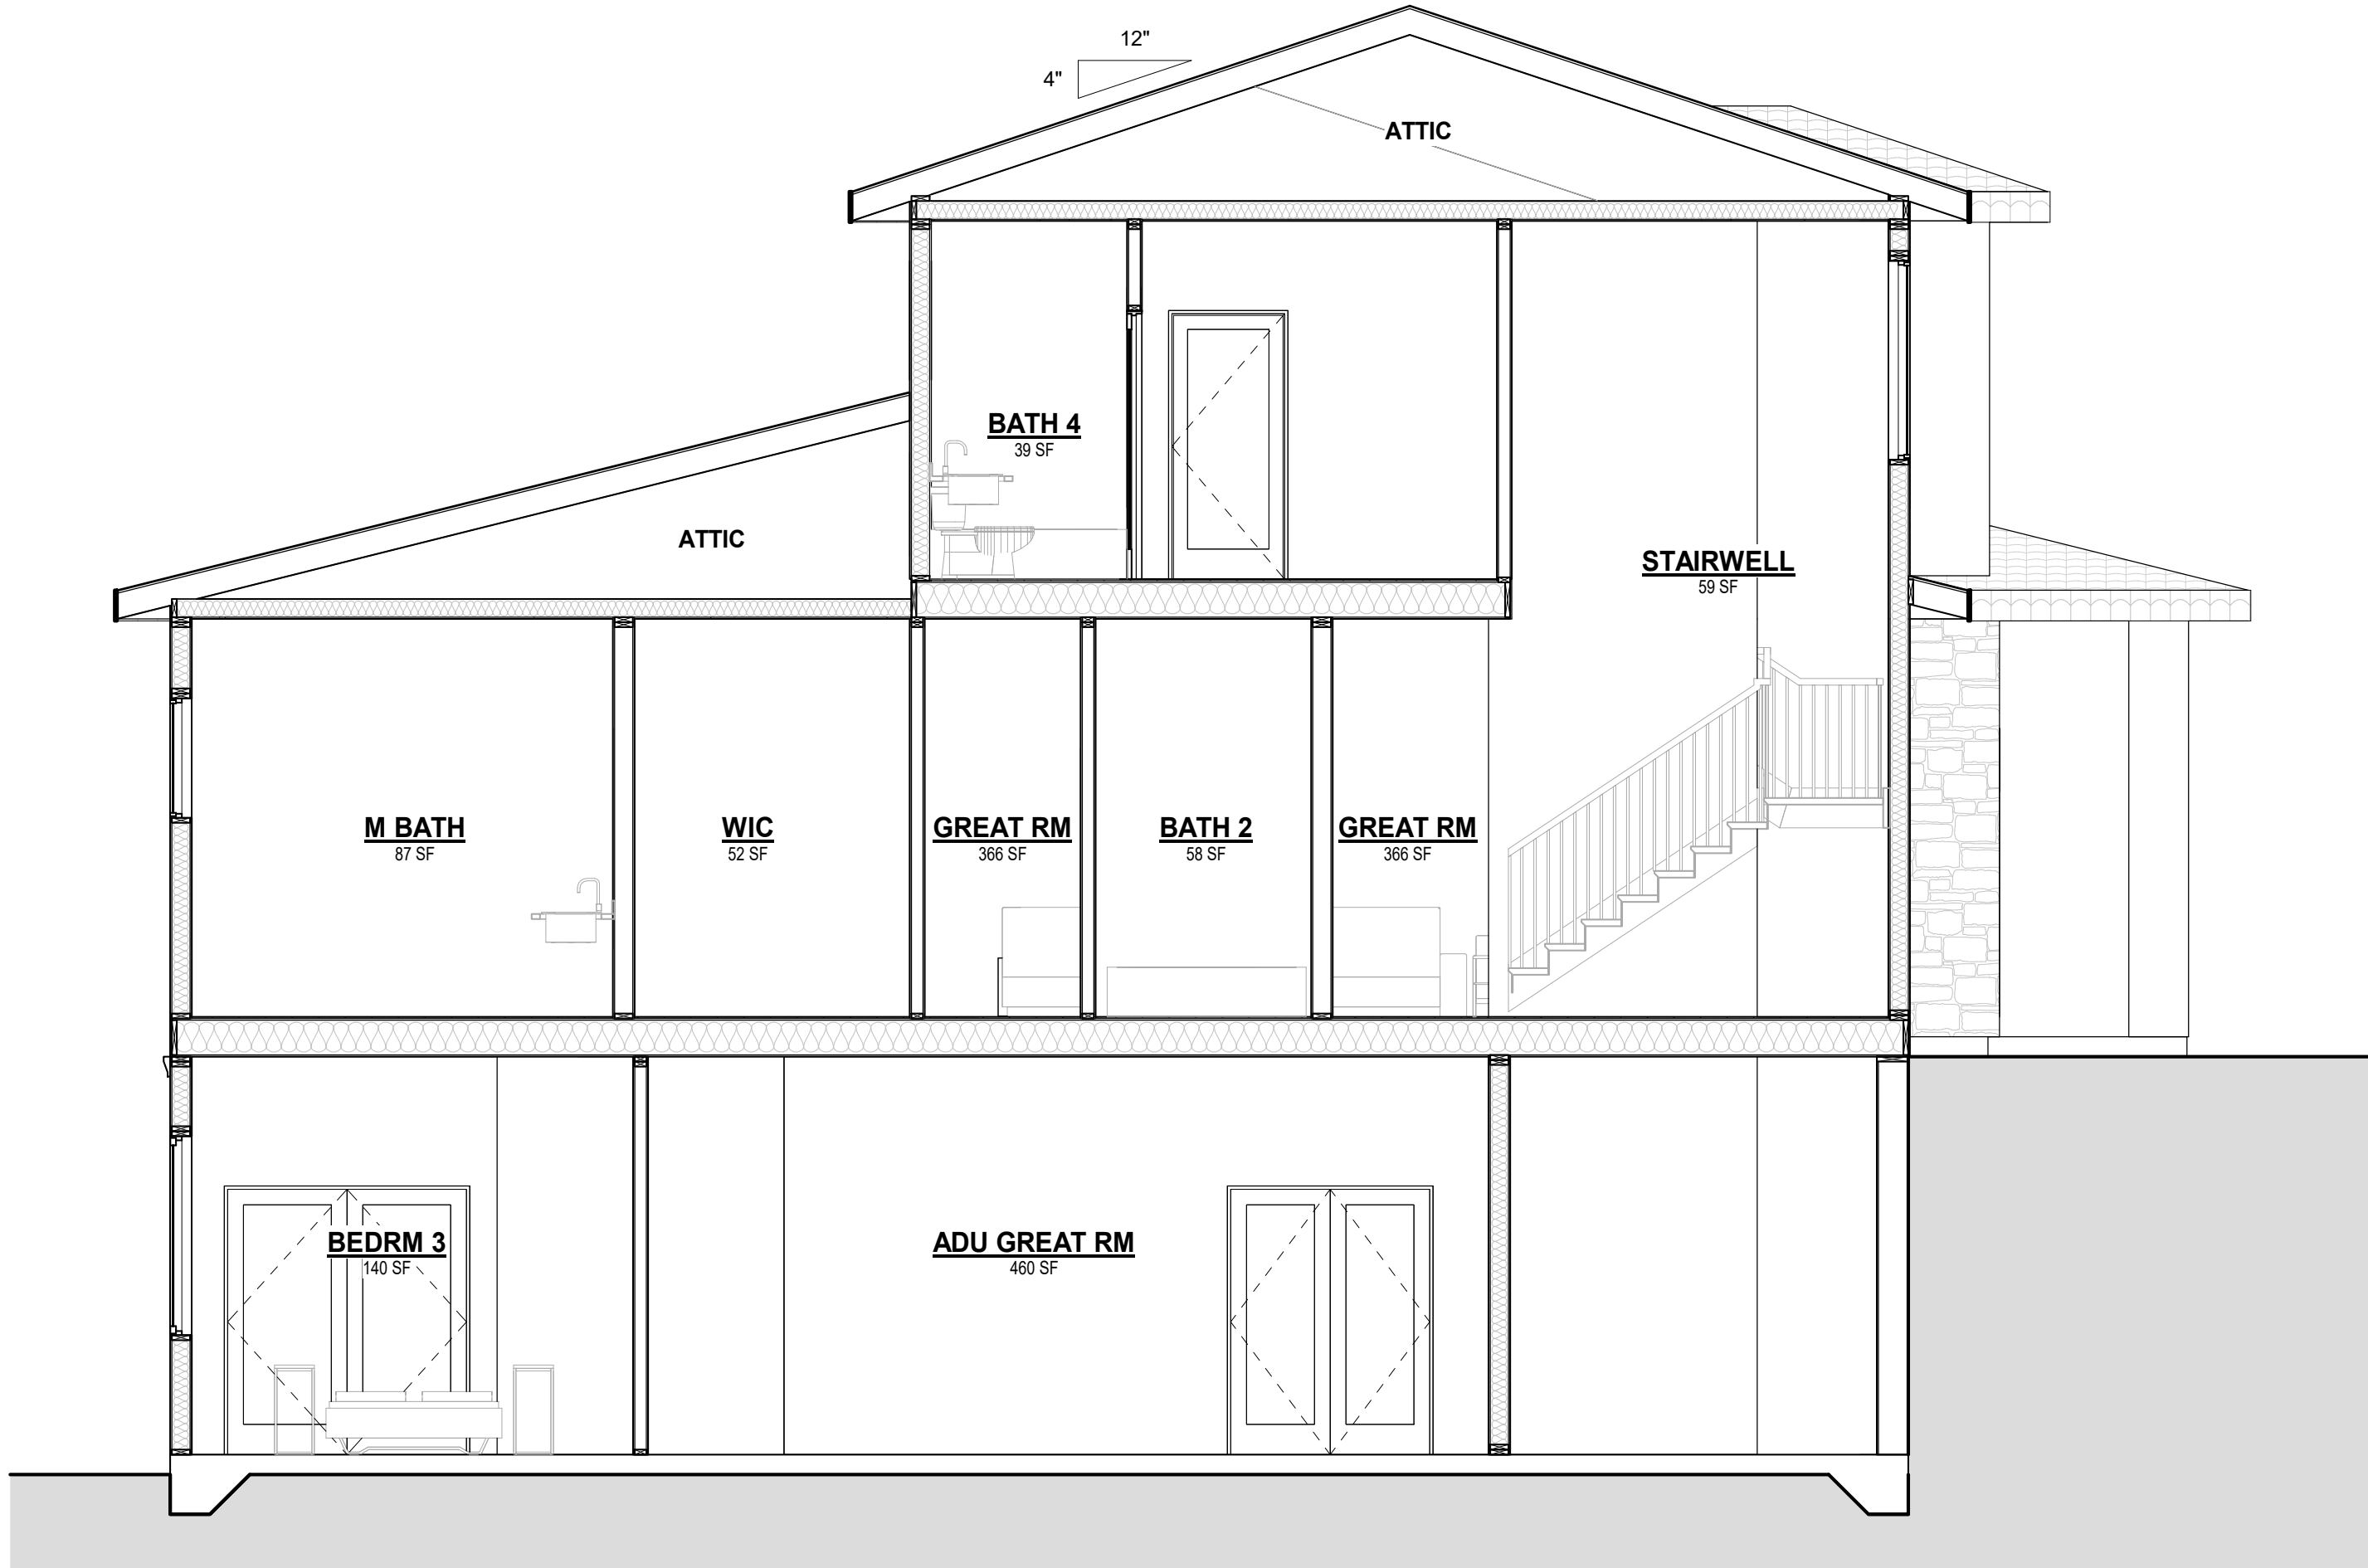 12"
4"
ATTIC
BATH 4
39 SF
ATTIC
STAIRWELL
59 SF
M BATH
87 SF
WIC
52 SF
GREAT RM
366 SF
BATH 2
58 SF
GREAT RM
366 SF
BEDRM 3
140 SF
ADU GREAT RM
460 SF